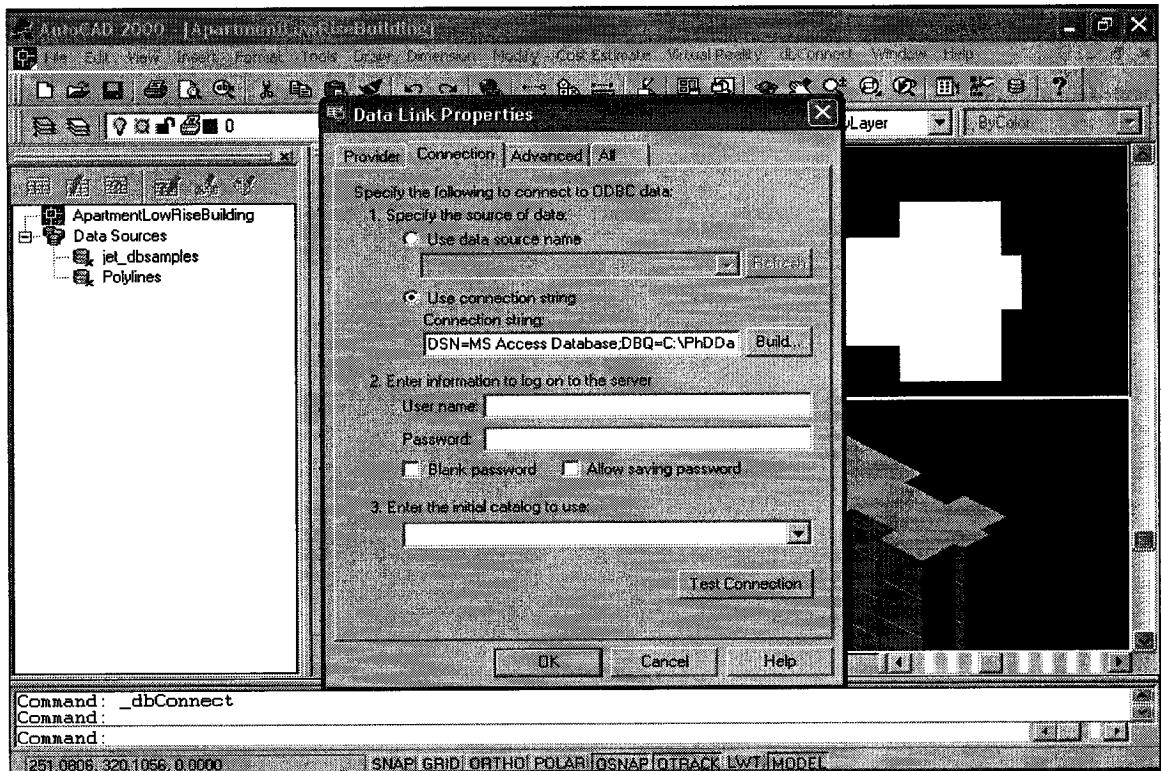 AutoCAD 2000 - [ApartmentLowRiseBuilding]
File Edit View Insert Format Tools Draw Dimension Modify Cost Estimate Virtual Reality dbConnect Window Help
0
yLayer
ByColor
Data Link Properties
Provider Connection Advanced All
Specify the following to connect to ODBC data:
1. Specify the source of data:
Use data source name
Refresh
Use connection string
Connection string:
DSN=MS Access Database;DBQ=C:\PhDDa Build...
2. Enter information to log on to the server
User name:
Password:
Blank password Allow saving password
3. Enter the initial catalog to use:
Test Connection
OK Cancel Help
ApartmentLowRiseBuilding
Data Sources
jet_dbsamples
Polylines
Command: _dbConnect
Command:
Command:
251.0806, 320.1056, 0.0000 SNAP GRID ORTHO POLAR OSNAP OTRACK LWT MODEL